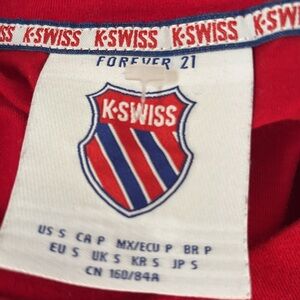 K·SWISS K·SWISS K·SWISS K·SWISS
FOREVER 21
K·SWISS
US S CA P MX/ECU P BR P
EU S UK S KR S JP S
CN 160/84A